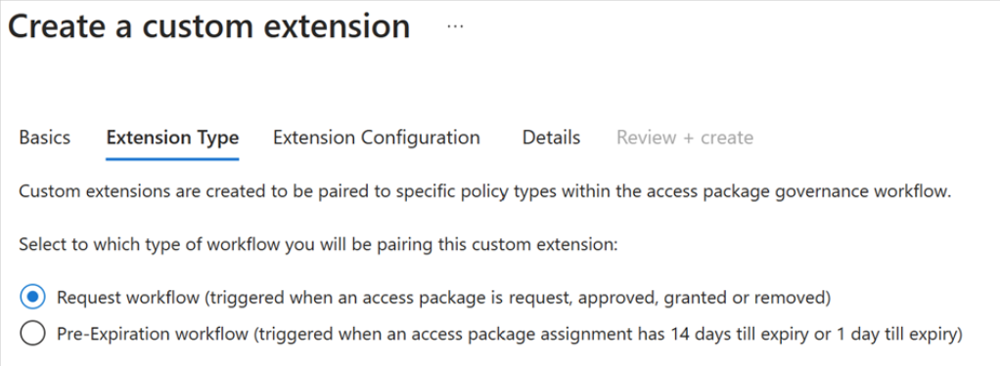 Create a custom extension ...
Basics Extension Type Extension Configuration Details Review + create
Custom extensions are created to be paired to specific policy types within the access package governance workflow.
Select to which type of workflow you will be pairing this custom extension:
Request workflow (triggered when an access package is request, approved, granted or removed)
Pre-Expiration workflow (triggered when an access package assignment has 14 days till expiry or 1 day till expiry)